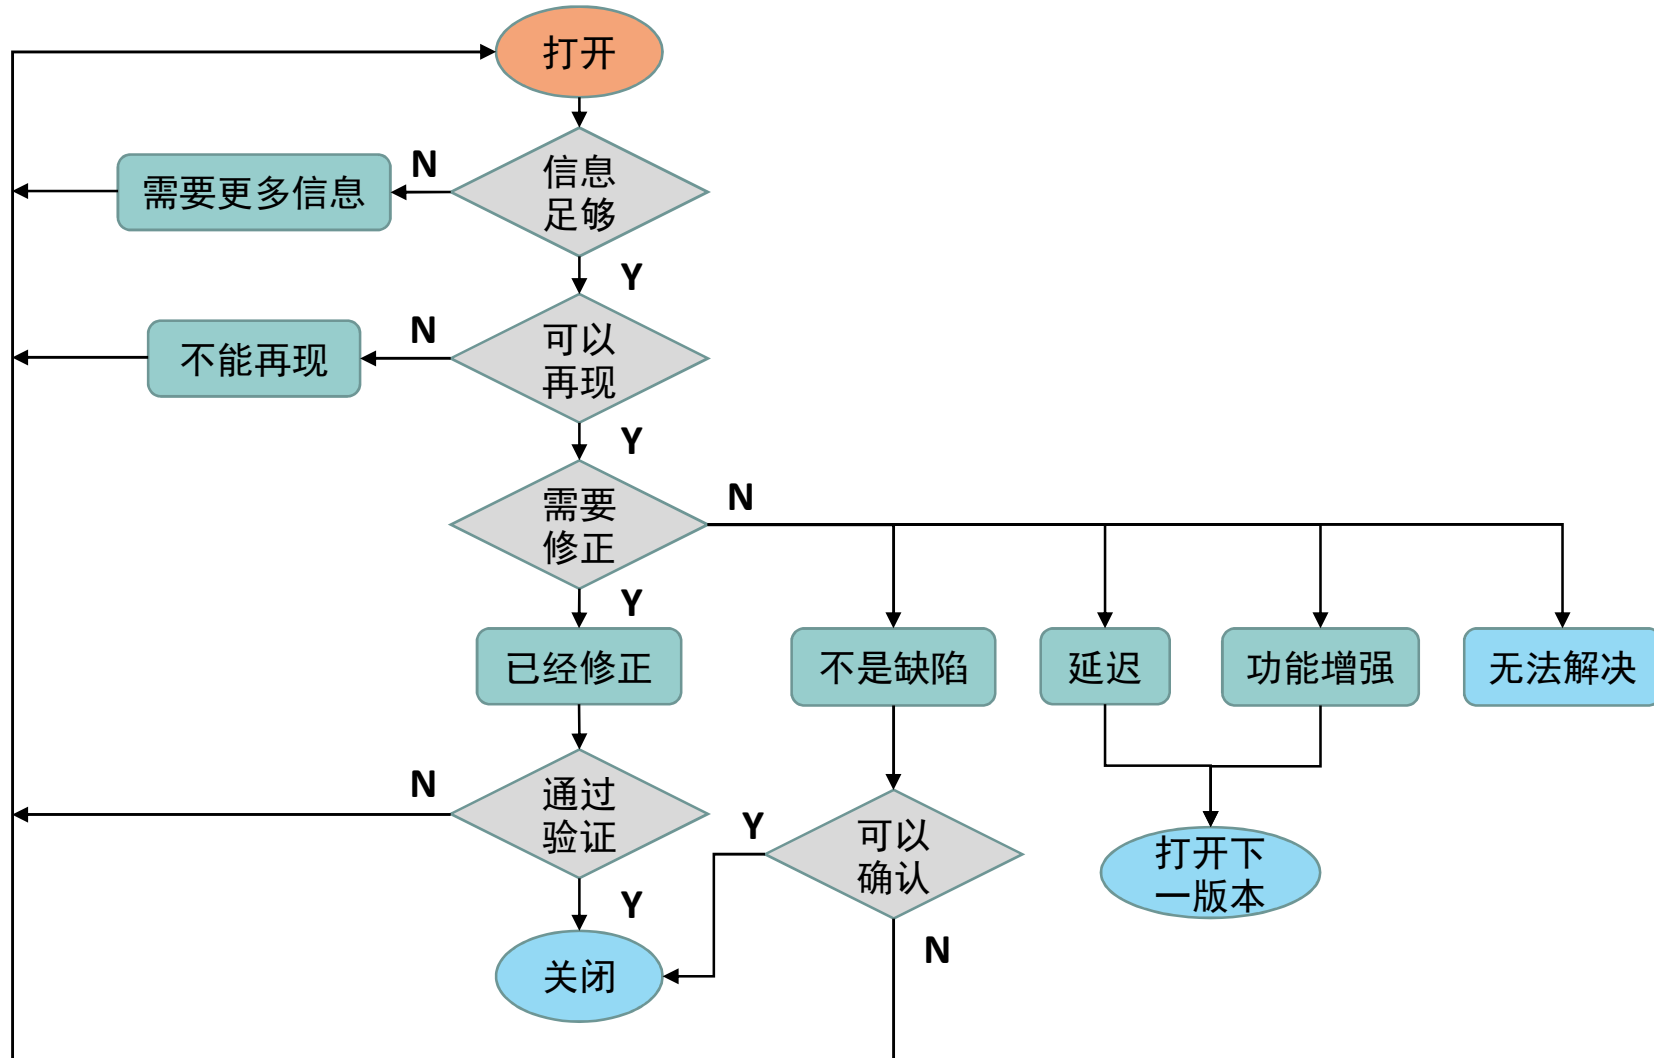 打开
N
需要更多信息
信息
足够
Y
N
不能再现
可以
再现
Y
需要
修正
N
Y
已经修正
不是缺陷
延迟
功能增强
无法解决
N
通过
验证
Y
可以
确认
打开下
一版本
Y
关闭
N